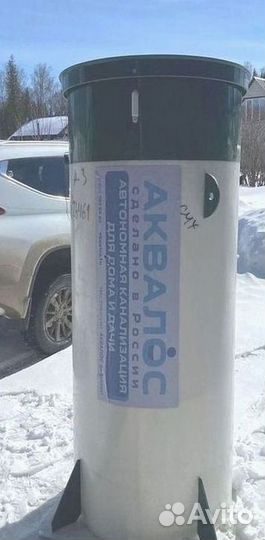 АКВАЛОС
сделано в россии
АВТОНОМНАЯ КАНАЛИЗАЦИЯ
ДЛЯ ДОМА И ДАЧИ
Avito